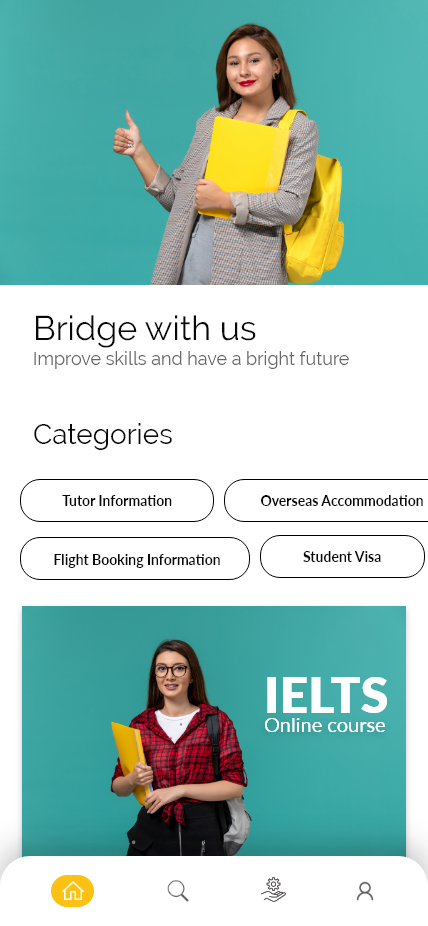 Bridge with us
Improve skills and have a bright future
Categories
Tutor Information
Overseas Accommodation
Flight Booking Information
Student Visa
IELTS
Online course